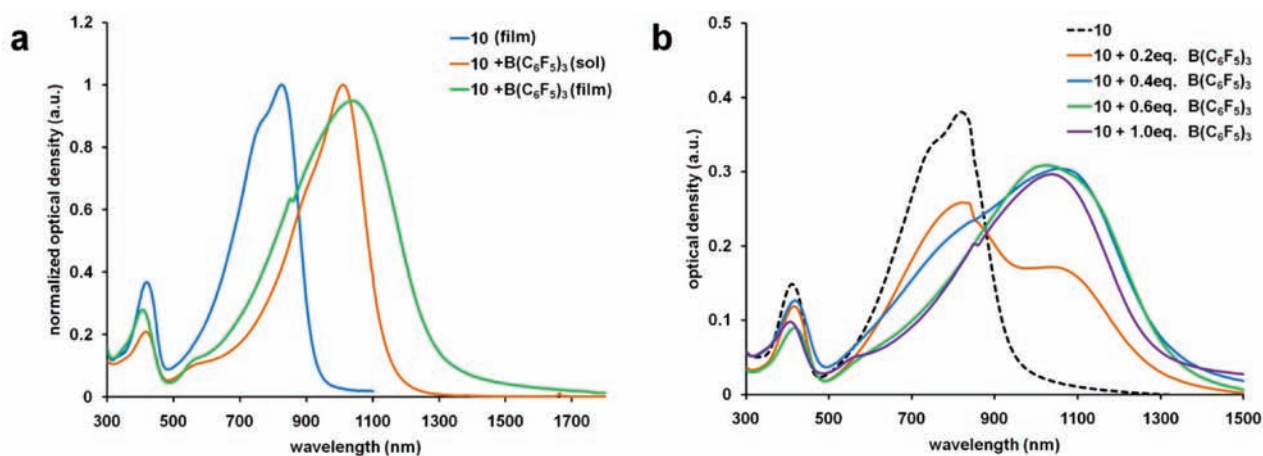 a
1.2
1
0.8
0.6
0.4
0.2
0
normalized optical density (a.u.)
300 500 700 900 1100 1300 1500 1700
wavelength (nm)
10 (film)
10 +B(C₆F₅)₃ (sol)
10 +B(C₆F₅)₃ (film)
b
0.5
0.4
0.3
0.2
0.1
0
optical density (a.u.)
300 500 700 900 1100 1300 1500
wavelength (nm)
10
10 + 0.2eq. B(C₆F₅)₃
10 + 0.4eq. B(C₆F₅)₃
10 + 0.6eq. B(C₆F₅)₃
10 + 1.0eq. B(C₆F₅)₃